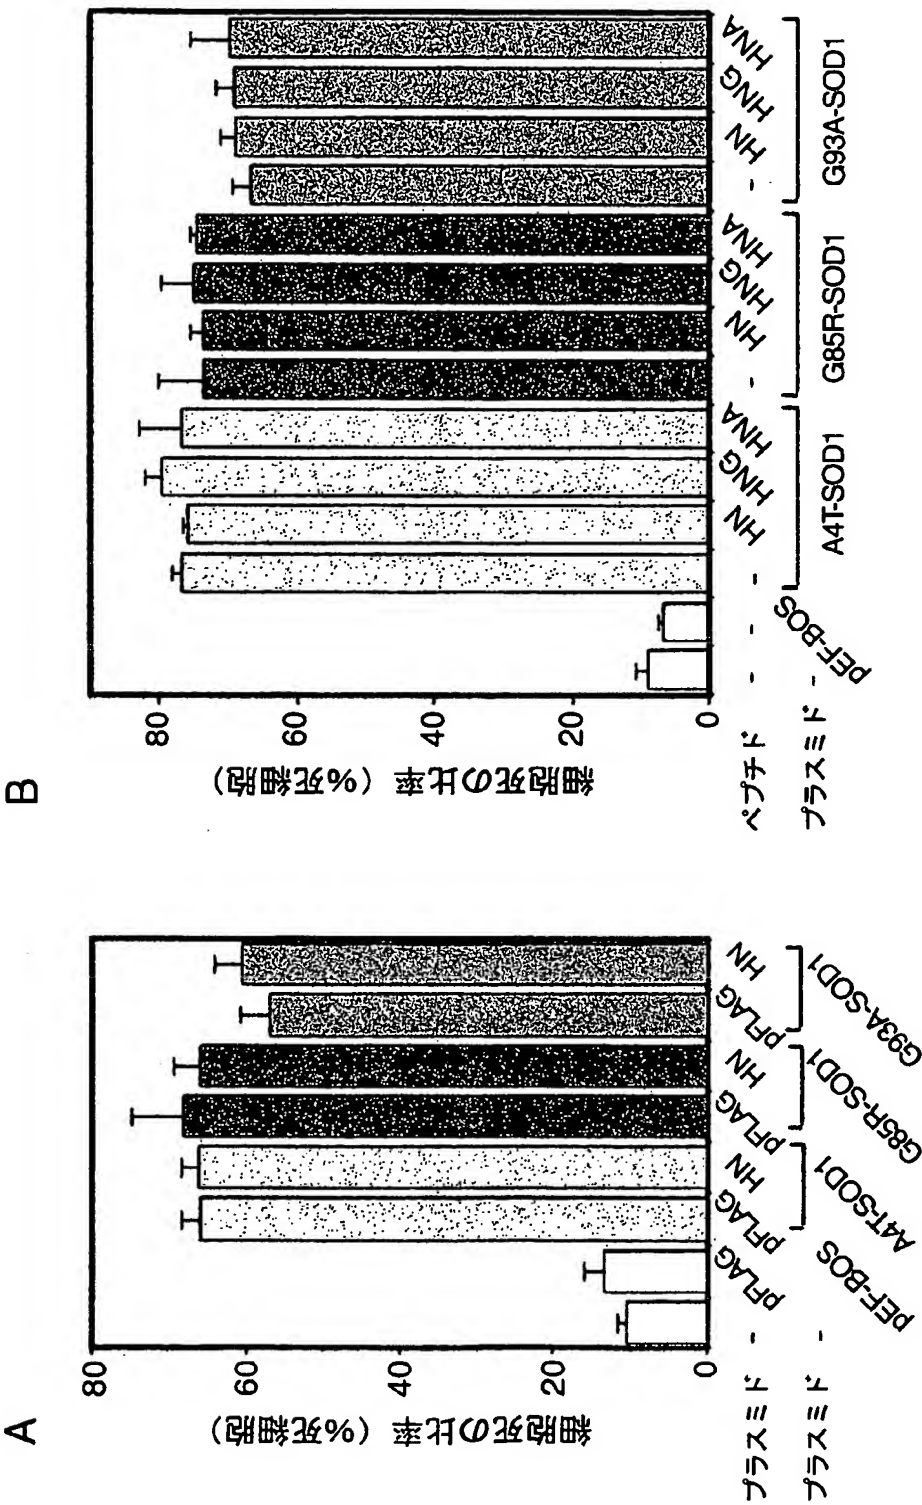 A
細胞死の比率 (%死細胞)
80
60
40
20
0
プラスミド - pFLAG pFLAG HN pFLAG HN pFLAG HN
プラスミド - pEF-BOS A4T-SOD1 G85R-SOD1 G93A-SOD1
B
細胞死の比率 (%死細胞)
80
60
40
20
0
ペプチド - - - HN HNG HNA - HN HNG HNA - HN HNG HNA
プラスミド - pEF-BOS A4T-SOD1 G85R-SOD1 G93A-SOD1